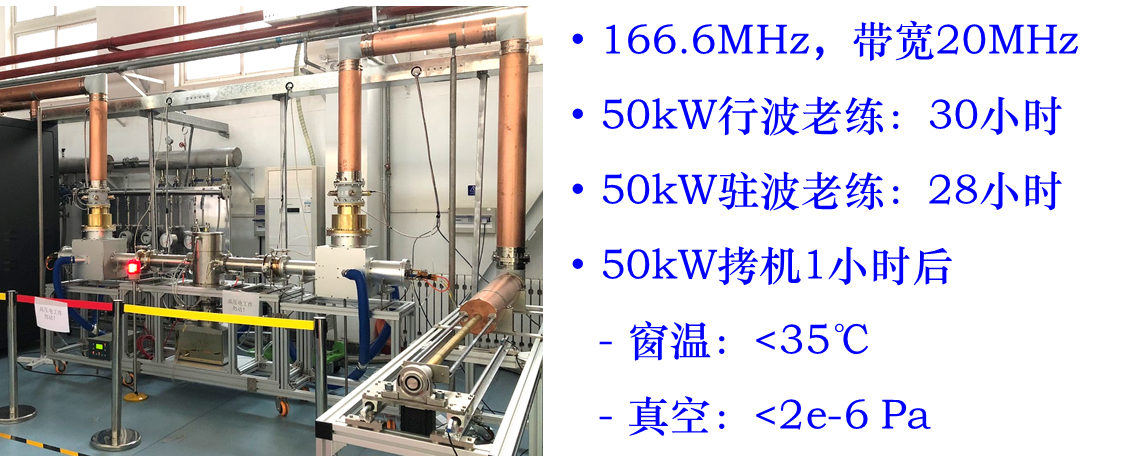 • 166.6MHz，带宽20MHz
• 50kW行波老练：30小时
• 50kW驻波老练：28小时
• 50kW拷机1小时后
- 窗温：<35℃
- 真空：<2e-6 Pa